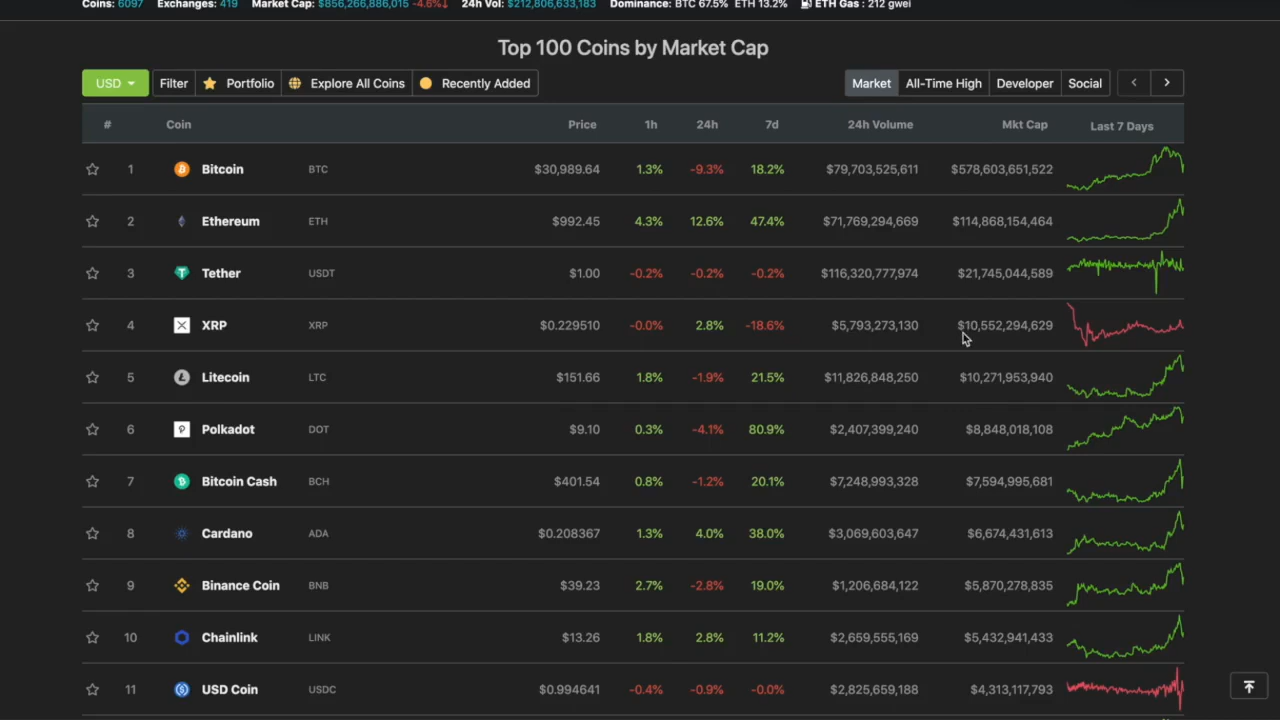 Coins: 6097 Exchanges: 419 Market Cap: $856,266,886,015 -4.6%↓ 24h Vol: $212,806,633,183 Dominance: BTC 67.5% ETH 13.2% ETH Gas : 212 gwei
Top 100 Coins by Market Cap
USD Filter Portfolio Explore All Coins Recently Added Market All-Time High Developer Social
# Coin Price 1h 24h 7d 24h Volume Mkt Cap Last 7 Days
1 Bitcoin BTC $30,989.64 1.3% -9.3% 18.2% $79,703,525,611 $578,603,651,522
2 Ethereum ETH $992.45 4.3% 12.6% 47.4% $71,769,294,669 $114,868,154,464
3 Tether USDT $1.00 -0.2% -0.2% -0.2% $116,320,777,974 $21,745,044,589
4 XRP XRP $0.229510 -0.0% 2.8% -18.6% $5,793,273,130 $10,552,294,629
5 Litecoin LTC $151.66 1.8% -1.9% 21.5% $11,826,848,250 $10,271,953,940
6 Polkadot DOT $9.10 0.3% -4.1% 80.9% $2,407,399,240 $8,848,018,108
7 Bitcoin Cash BCH $401.54 0.8% -1.2% 20.1% $7,248,993,328 $7,594,995,681
8 Cardano ADA $0.208367 1.3% 4.0% 38.0% $3,069,603,647 $6,674,431,613
9 Binance Coin BNB $39.23 2.7% -2.8% 19.0% $1,206,684,122 $5,870,278,835
10 Chainlink LINK $13.26 1.8% 2.8% 11.2% $2,659,555,169 $5,432,941,433
11 USD Coin USDC $0.994641 -0.4% -0.9% -0.0% $2,825,659,188 $4,313,117,793